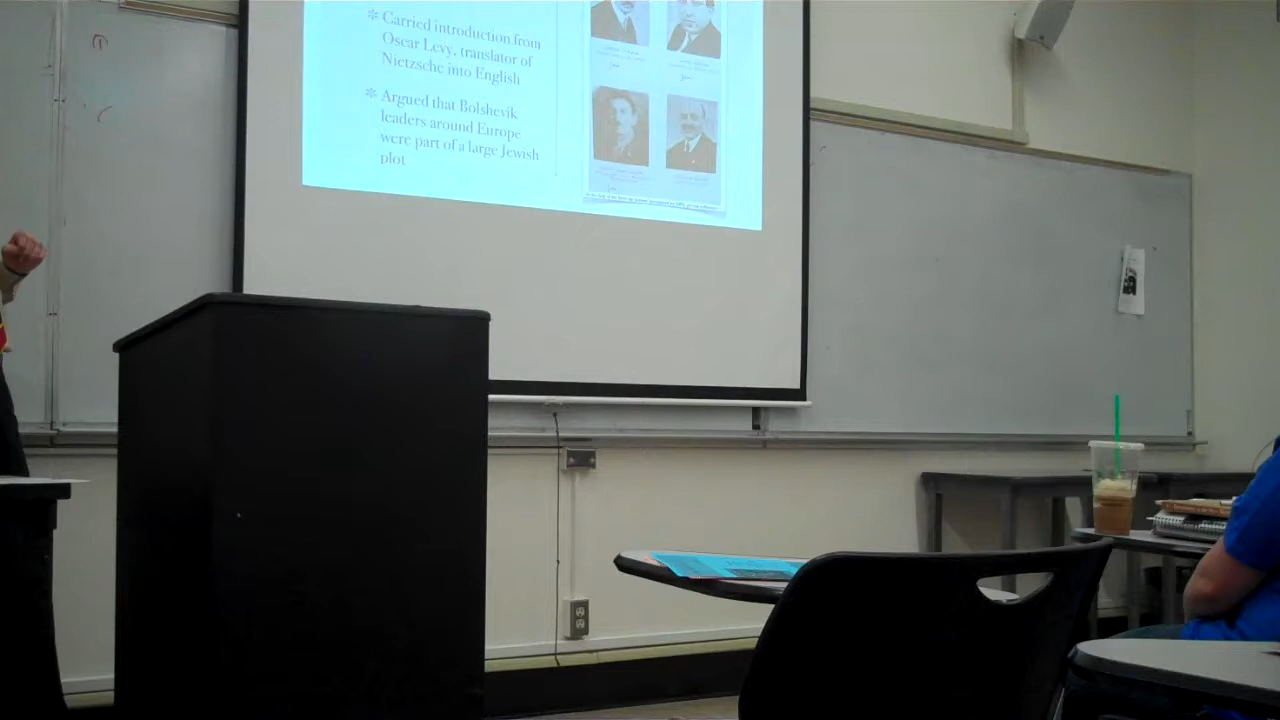 * Carried introduction from
Oscar Levy, translator of
Nietzsche into English
* Argued that Bolshevik
leaders around Europe
were part of a large Jewish
plot